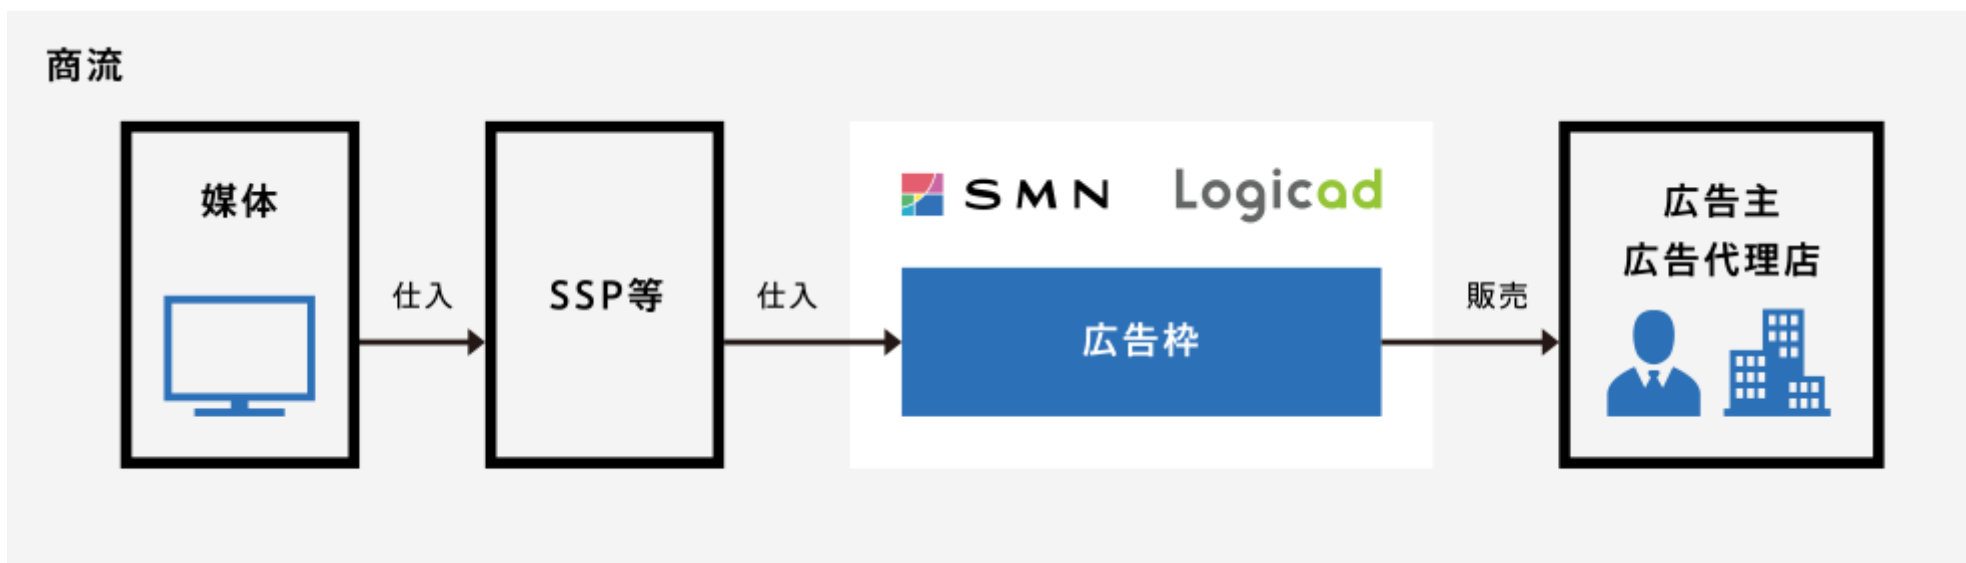 商流
媒体
仕入
SSP等
仕入
SMN Logicad
広告枠
販売
広告主
広告代理店